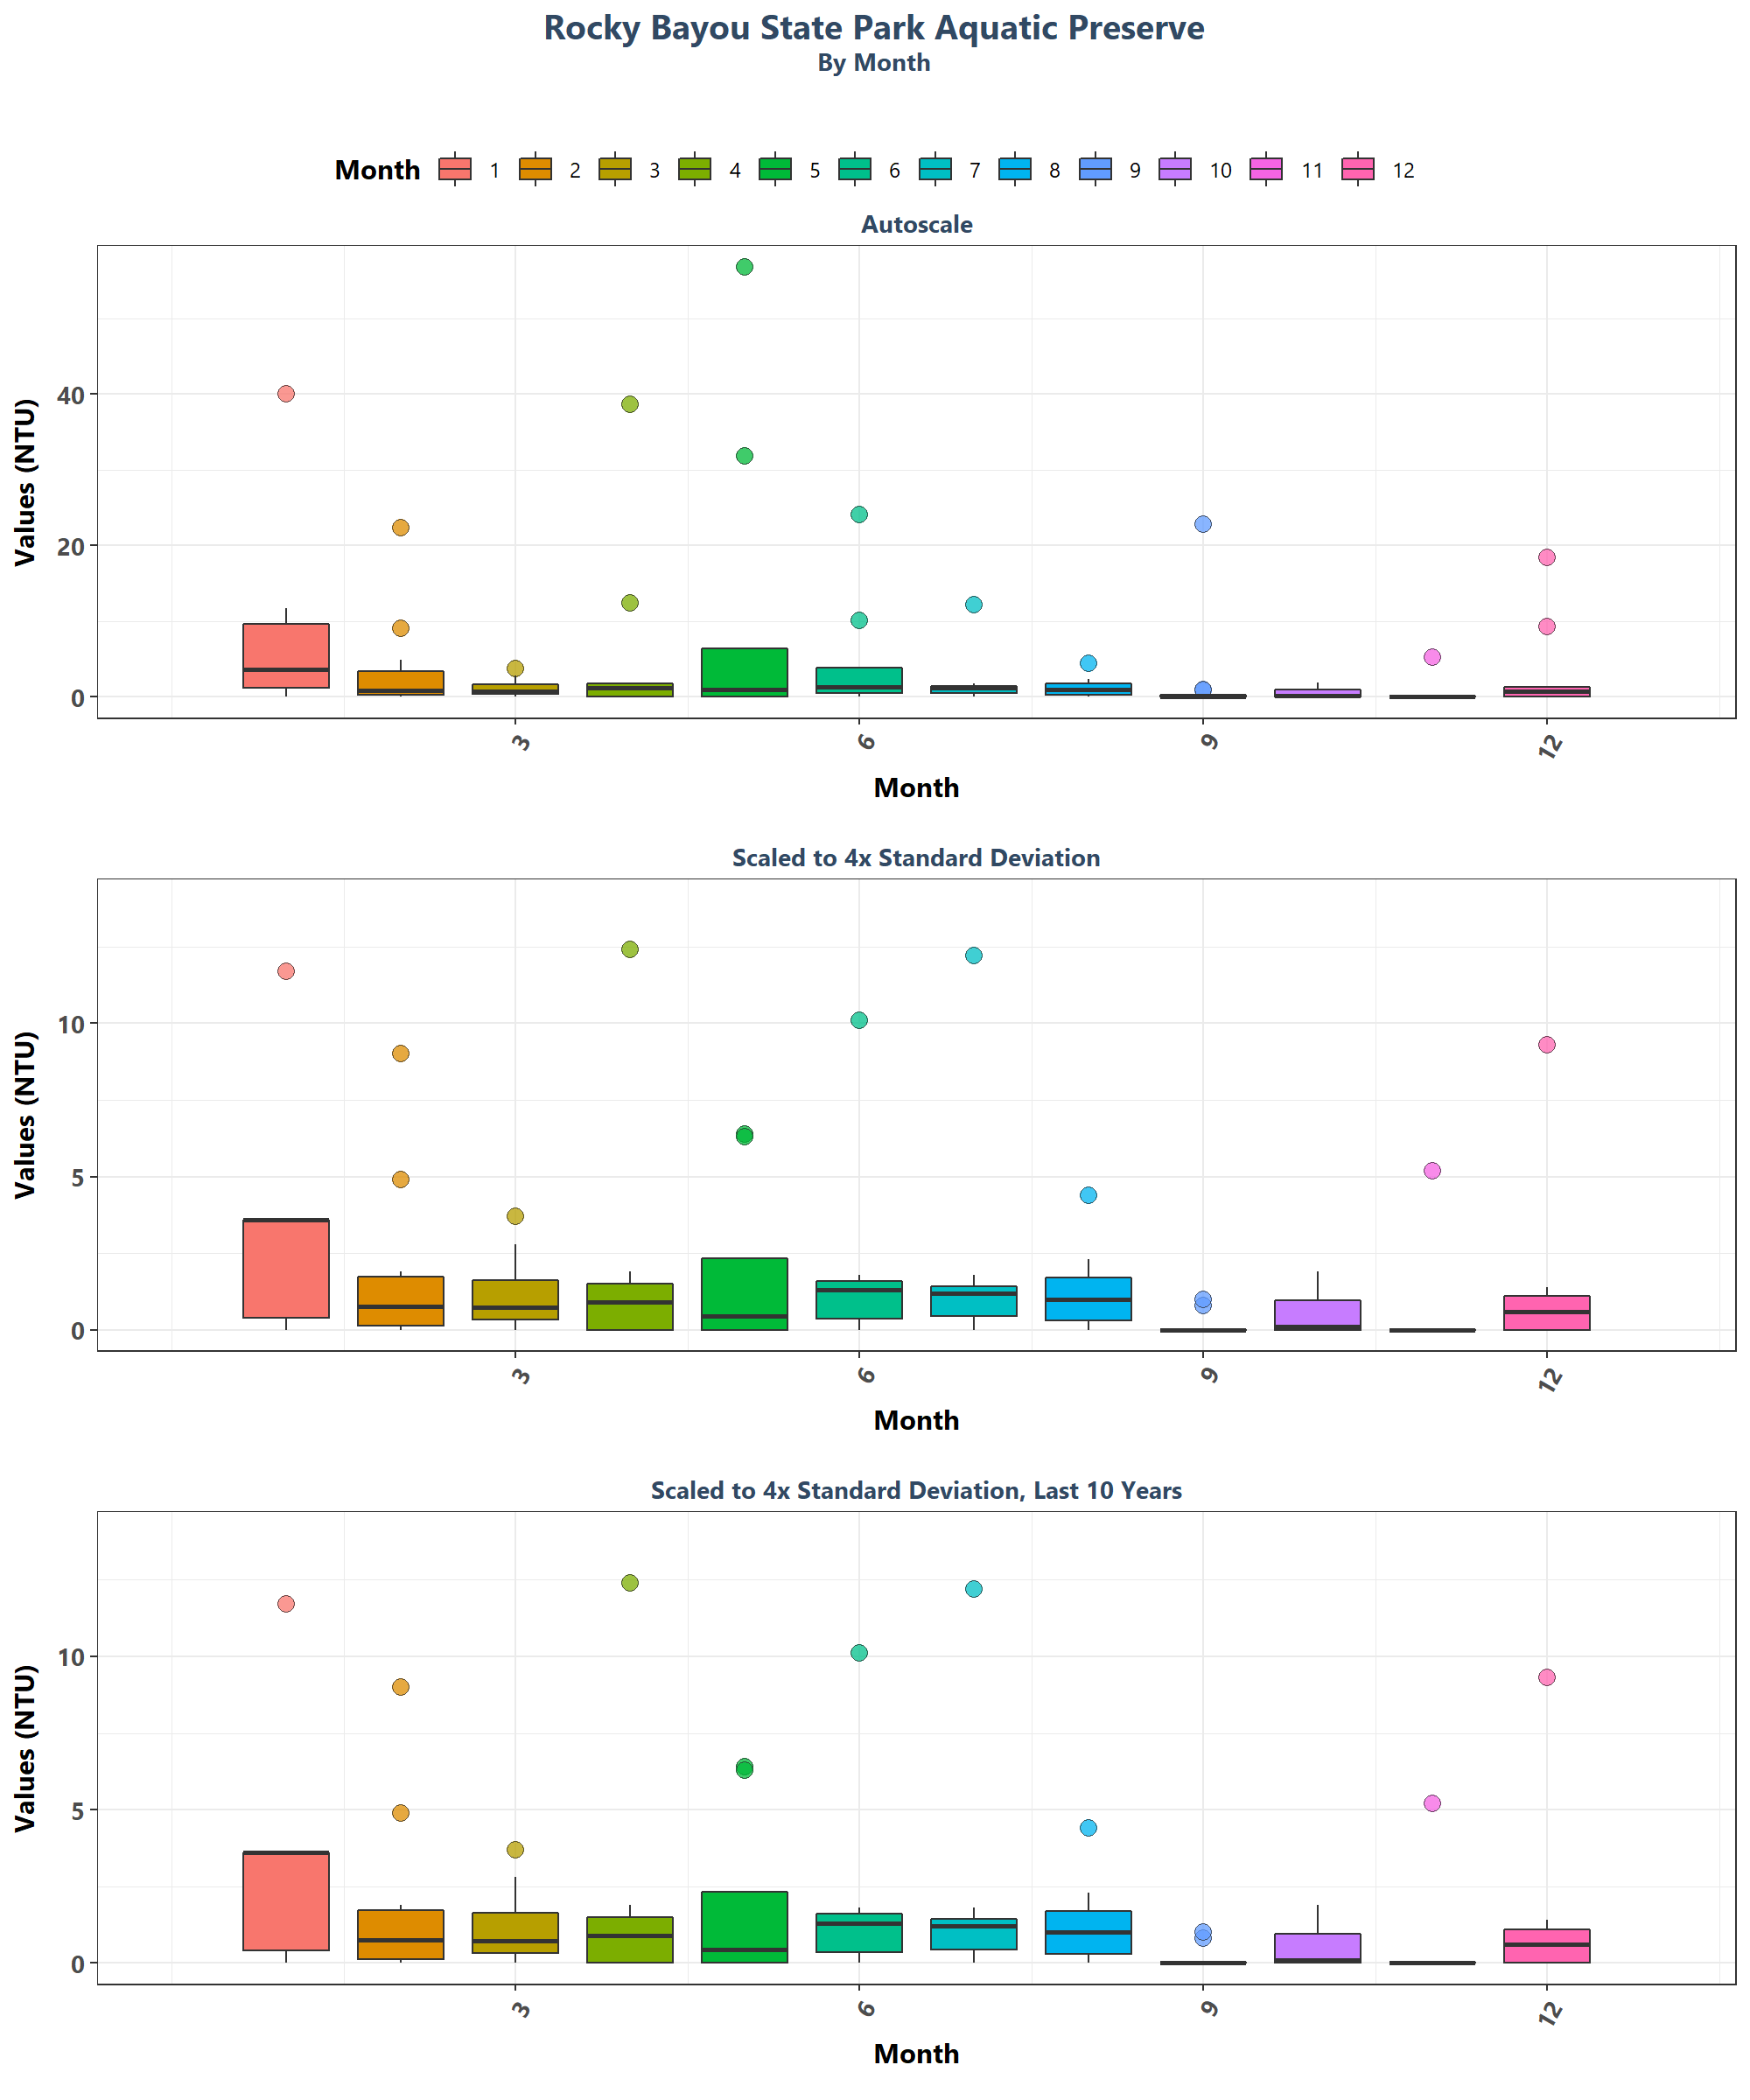 Rocky Bayou State Park Aquatic Preserve
By Month
Month 1 2 3 4 5 6 7 8 9 10 11 12
Autoscale
Values (NTU)
40
20
0
3 6 9 12
Month
Scaled to 4x Standard Deviation
Values (NTU)
10
5
0
3 6 9 12
Month
Scaled to 4x Standard Deviation, Last 10 Years
Values (NTU)
10
5
0
3 6 9 12
Month